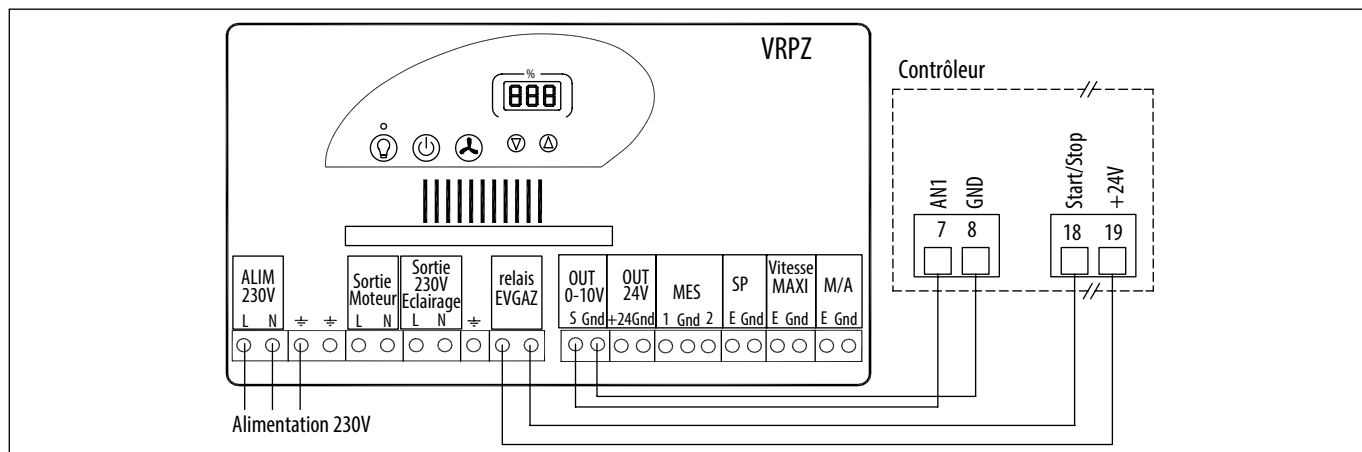 VRPZ
%
888
Contrôleur
AN1
GND
Start/Stop
+24V
7
8
18
19
ALIM
230V
L N
Sortie
Moteur
L N
Sortie
230V
Eclairage
L N
relais
EVGAZ
OUT
0-10V
S Gnd
OUT
24V
+24Gnd
MES
1 Gnd 2
SP
E Gnd
Vitesse
MAXI
E Gnd
M/A
E Gnd
Alimentation 230V